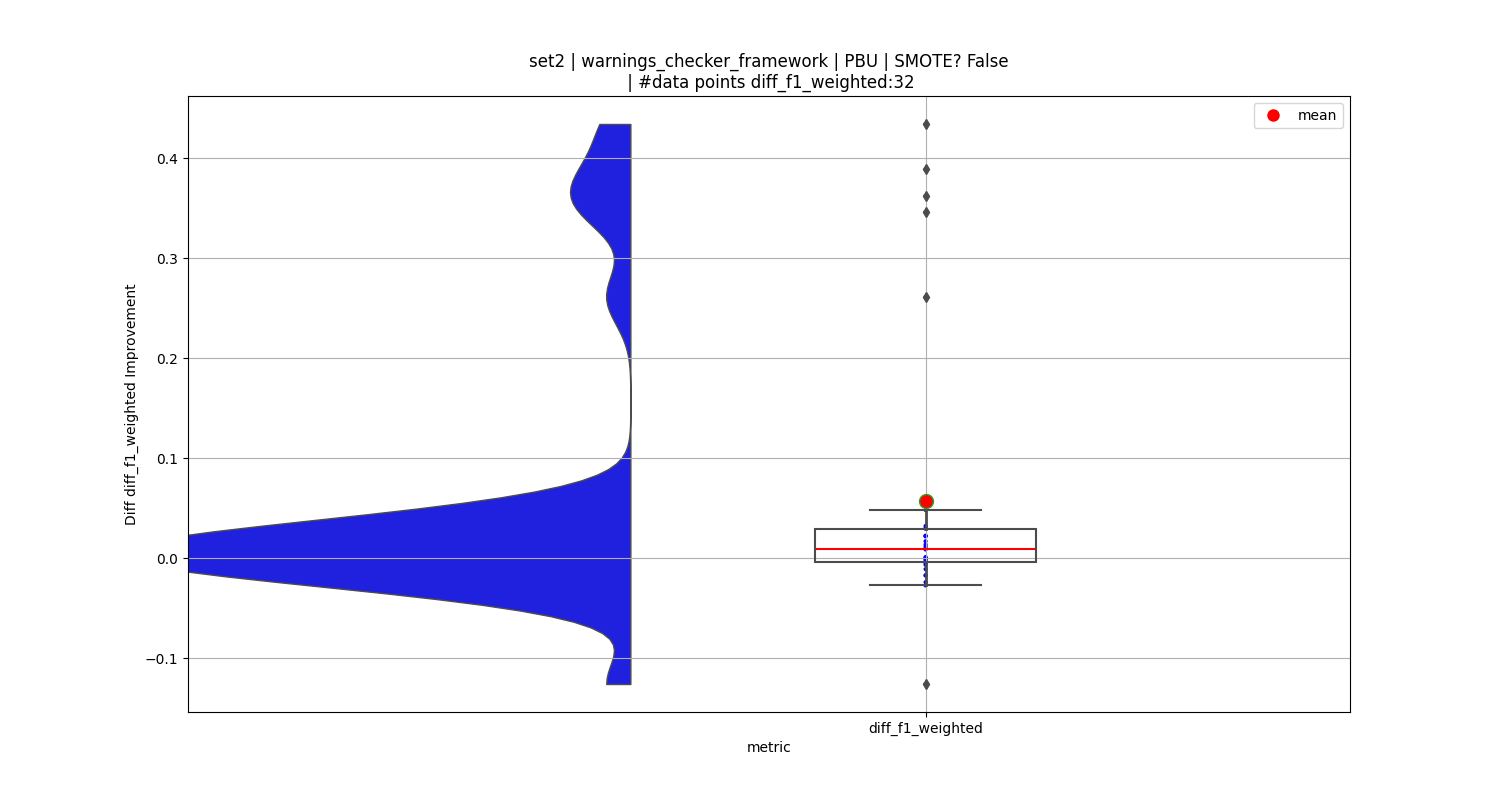 set2 | warnings_checker_framework | PBU | SMOTE? False
| #data points diff_f1_weighted:32
mean
0.4
0.3
0.2
0.1
0.0
−0.1
Diff diff_f1_weighted Improvement
diff_f1_weighted
metric